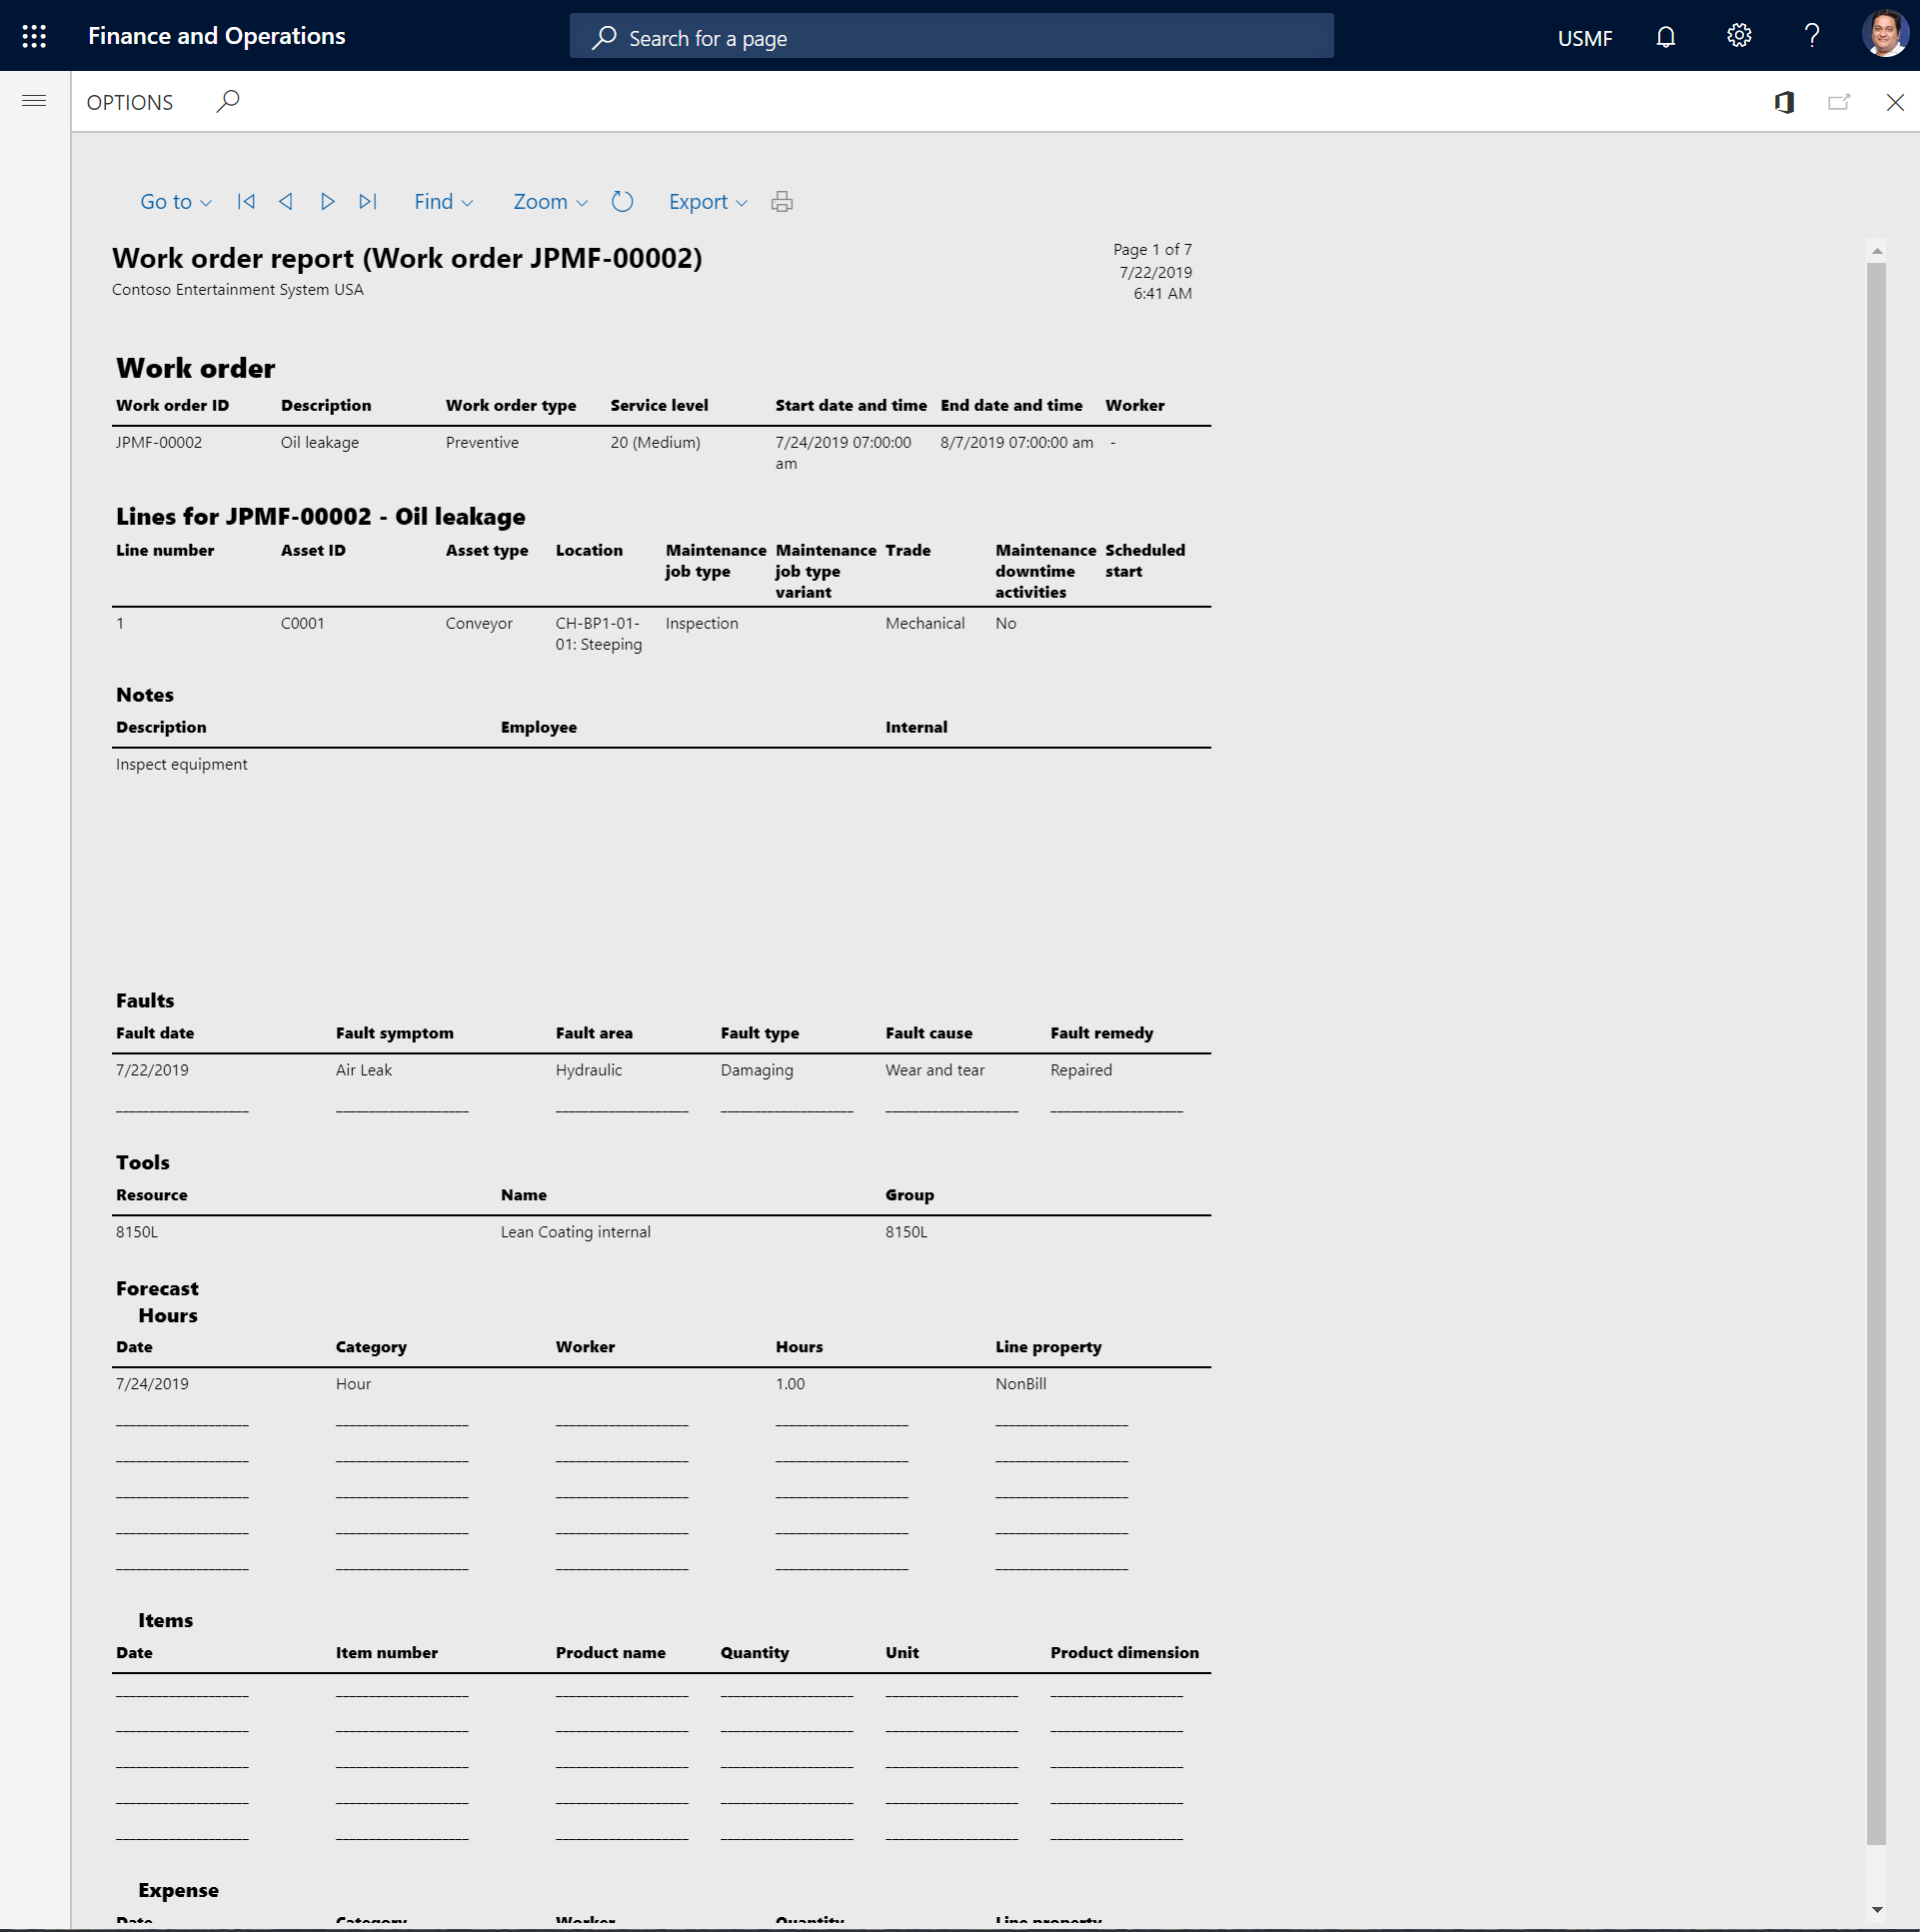 Finance and Operations
Search for a page
USMF
OPTIONS
Go to
Find
Zoom
Export
Work order report (Work order JPMF-00002)
Contoso Entertainment System USA
Page 1 of 7
7/22/2019
6:41 AM
Work order
Work order ID Description Work order type Service level Start date and time End date and time Worker
JPMF-00002 Oil leakage Preventive 20 (Medium) 7/24/2019 07:00:00 am 8/7/2019 07:00:00 am -
Lines for JPMF-00002 - Oil leakage
Line number Asset ID Asset type Location Maintenance job type Maintenance job type variant Trade Maintenance downtime activities Scheduled start
1 C0001 Conveyor CH-BP1-01-01: Steeping Inspection Mechanical No
Notes
Description Employee Internal
Inspect equipment
Faults
Fault date Fault symptom Fault area Fault type Fault cause Fault remedy
7/22/2019 Air Leak Hydraulic Damaging Wear and tear Repaired
Tools
Resource Name Group
8150L Lean Coating internal 8150L
Forecast
Hours
Date Category Worker Hours Line property
7/24/2019 Hour 1.00 NonBill
Items
Date Item number Product name Quantity Unit Product dimension
Expense
Date Category Worker Quantity Line property